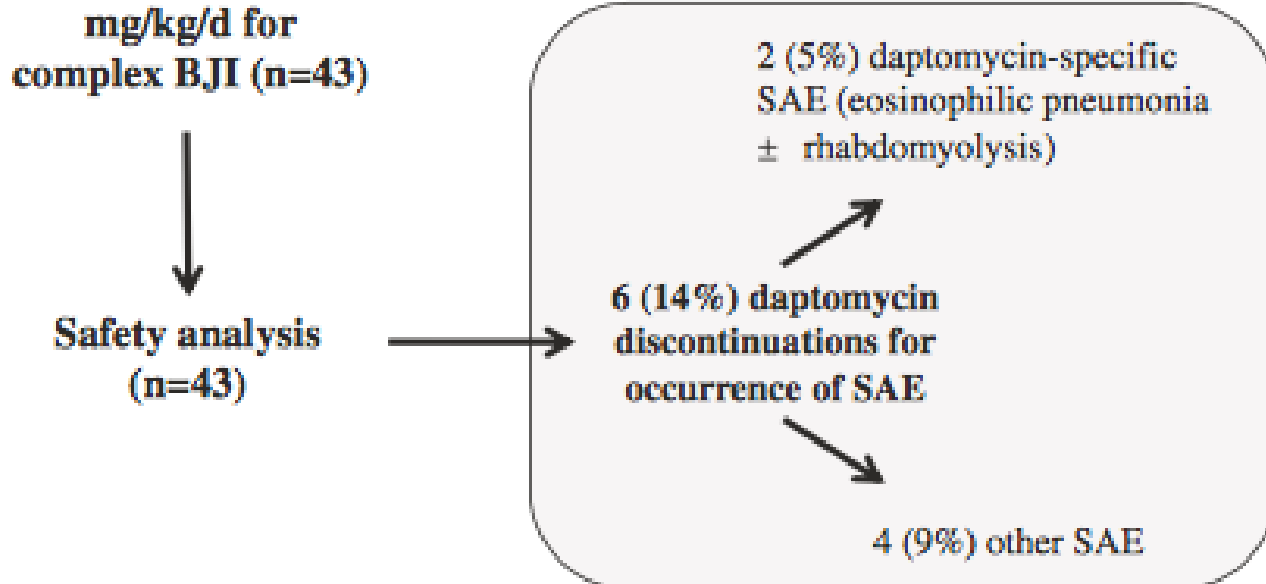 mg/kg/d for
complex BJI (n=43)
Safety analysis
(n=43)
2 (5%) daptomycin-specific
SAE (eosinophilic pneumonia
± rhabdomyolysis)
6 (14%) daptomycin
discontinuations for
occurrence of SAE
4 (9%) other SAE